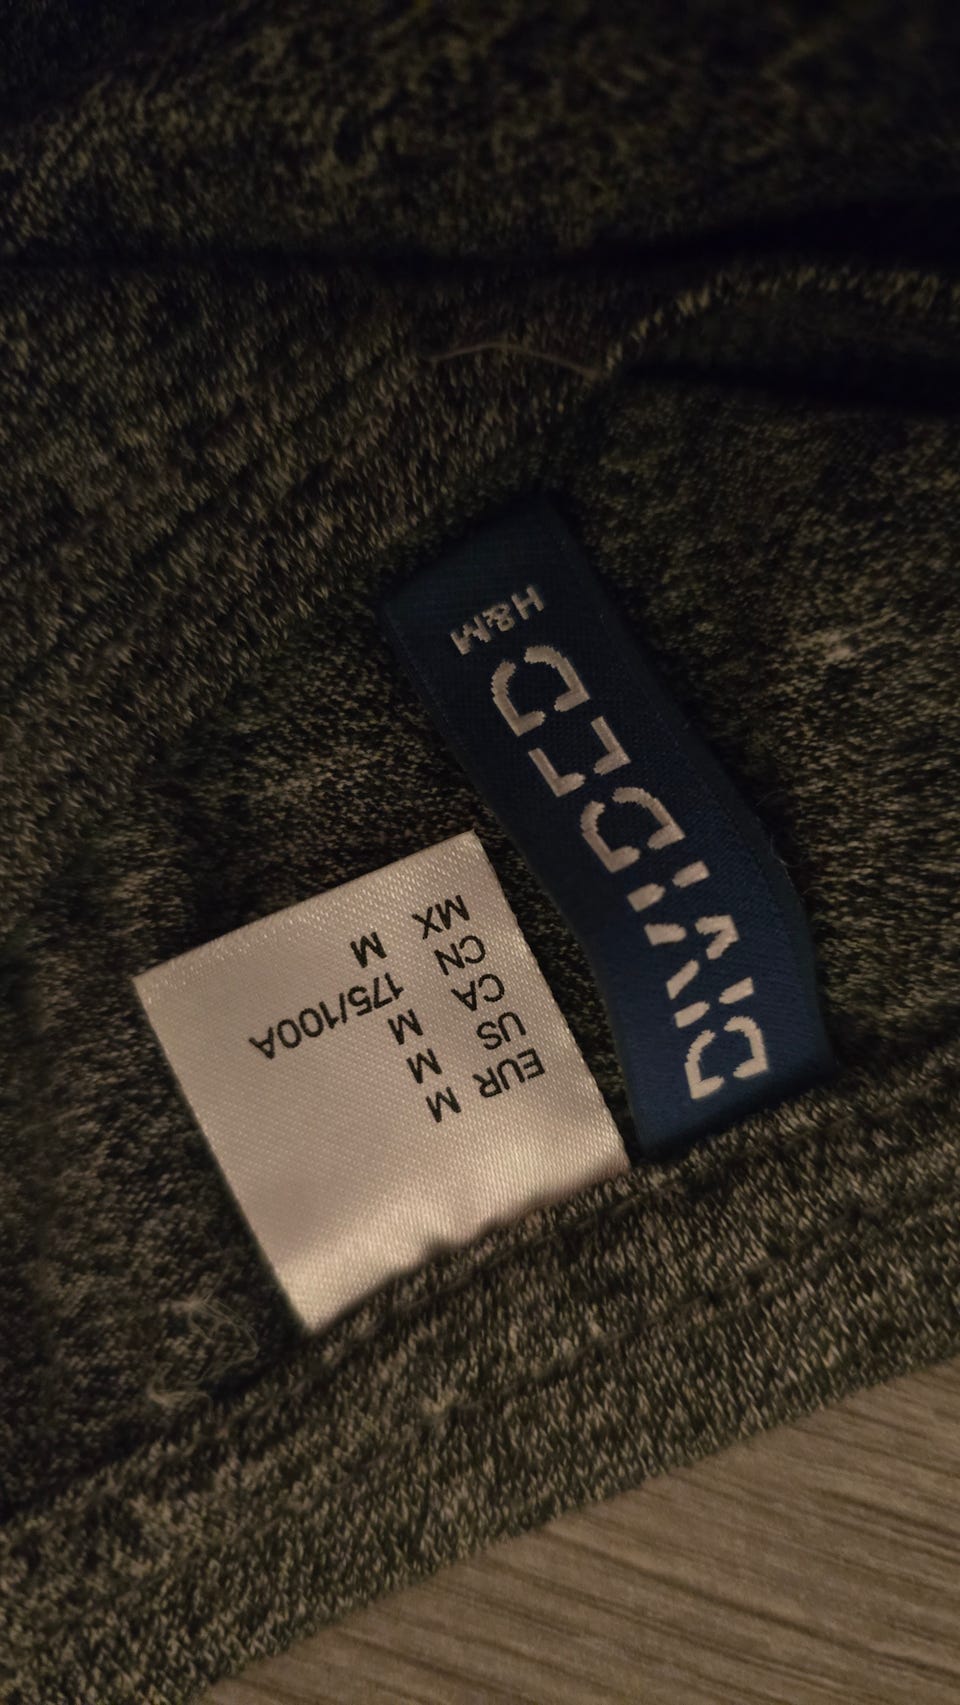 DIVIDED
H&M
EUR M
US M
CA M
CN 175/100A
MX M